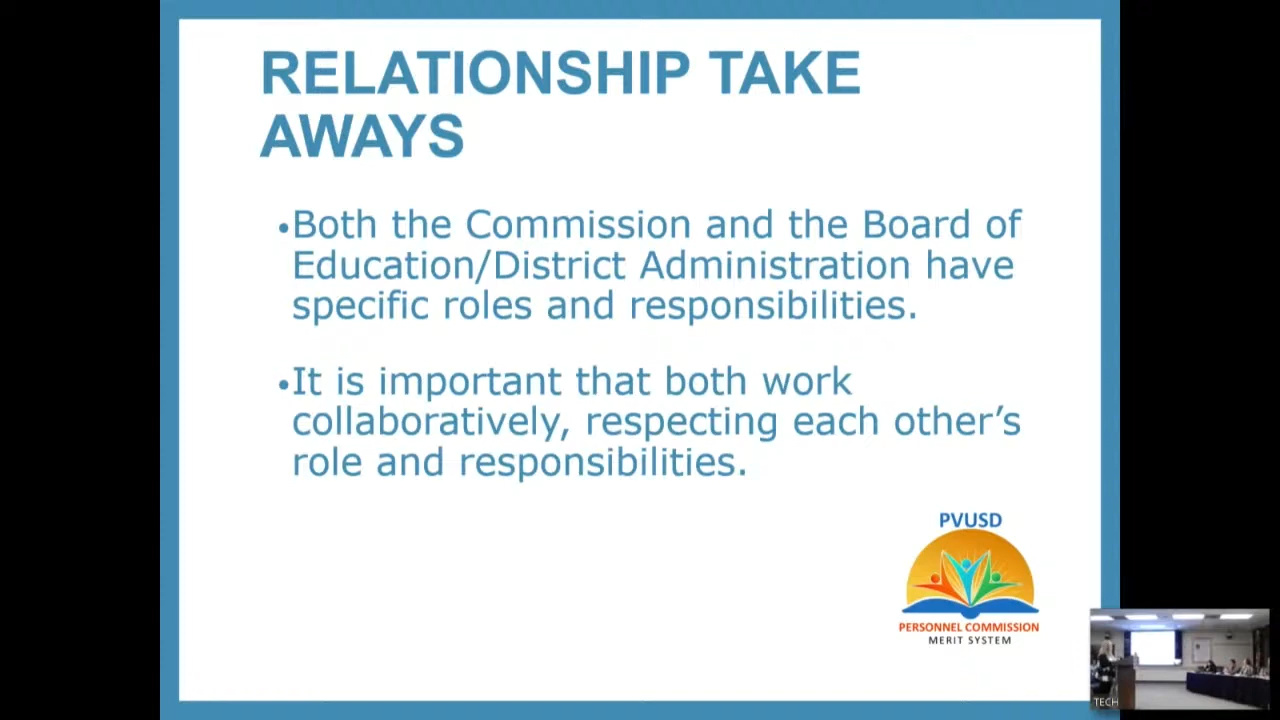 RELATIONSHIP TAKE
AWAYS
•Both the Commission and the Board of
Education/District Administration have
specific roles and responsibilities.
•It is important that both work
collaboratively, respecting each other’s
role and responsibilities.
PVUSD
PERSONNEL COMMISSION
MERIT SYSTEM
TECH